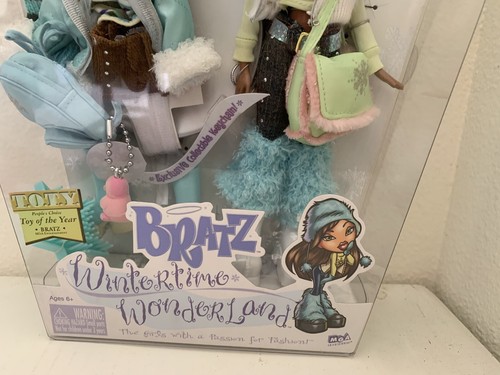 Exclusive Collectible Keychain!
TOTY
People's Choice
Toy of the Year
• BRATZ •
BRATZ
Wintertime
Wonderland
Ages 6+
WARNING:
The girls with a passion for fashion!
MGA